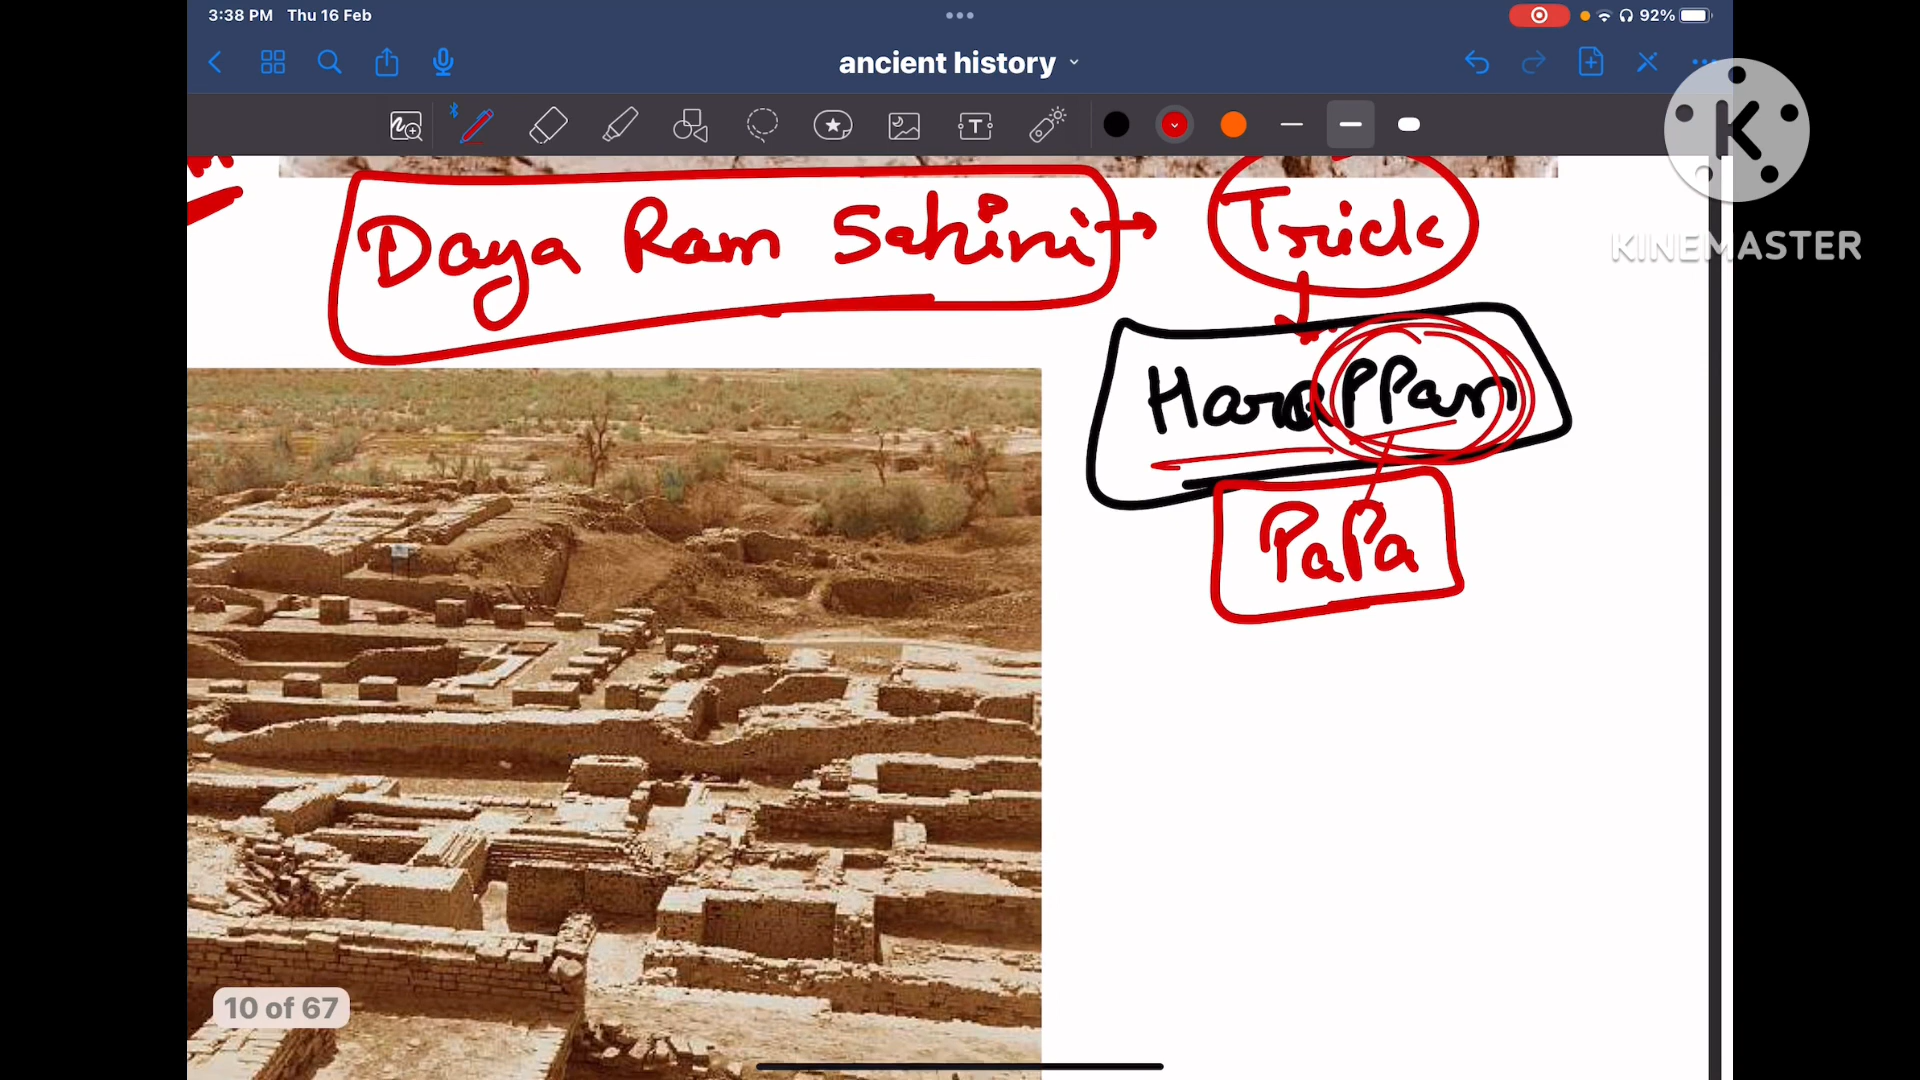 3:38 PM Thu 16 Feb
92%
ancient history
K
KINEMASTER
T
Daya Ram Sahini → Trick
HaraPPan
PaPa
10 of 67